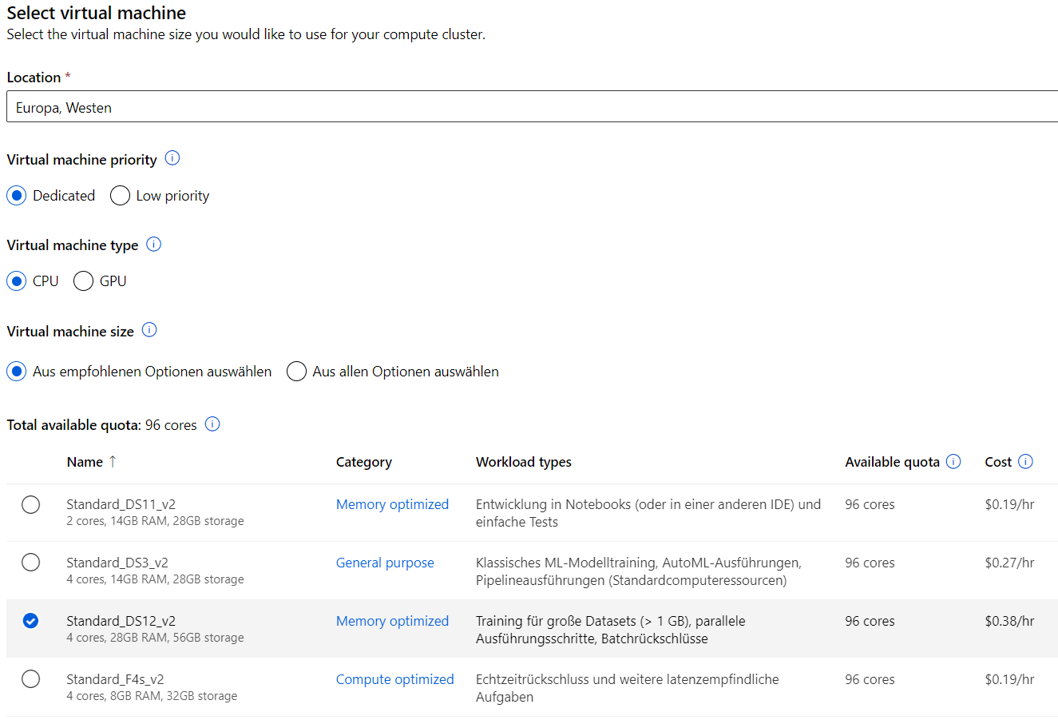 Select virtual machine
Select the virtual machine size you would like to use for your compute cluster.
Location *
Europa, Westen
Virtual machine priority
Dedicated Low priority
Virtual machine type
CPU GPU
Virtual machine size
Aus empfohlenen Optionen auswählen Aus allen Optionen auswählen
Total available quota: 96 cores
Name ↑ Category Workload types Available quota Cost
Standard_DS11_v2 Memory optimized Entwicklung in Notebooks (oder in einer anderen IDE) und 96 cores $0.19/hr
2 cores, 14GB RAM, 28GB storage einfache Tests
Standard_DS3_v2 General purpose Klassisches ML-Modelltraining, AutoML-Ausführungen, 96 cores $0.27/hr
4 cores, 14GB RAM, 28GB storage Pipelineausführungen (Standardcomputeressourcen)
Standard_DS12_v2 Memory optimized Training für große Datasets (> 1 GB), parallele 96 cores $0.38/hr
4 cores, 28GB RAM, 56GB storage Ausführungsschritte, Batchrückschlüsse
Standard_F4s_v2 Compute optimized Echtzeitrückschluss und weitere latenzempfindliche 96 cores $0.19/hr
4 cores, 8GB RAM, 32GB storage Aufgaben